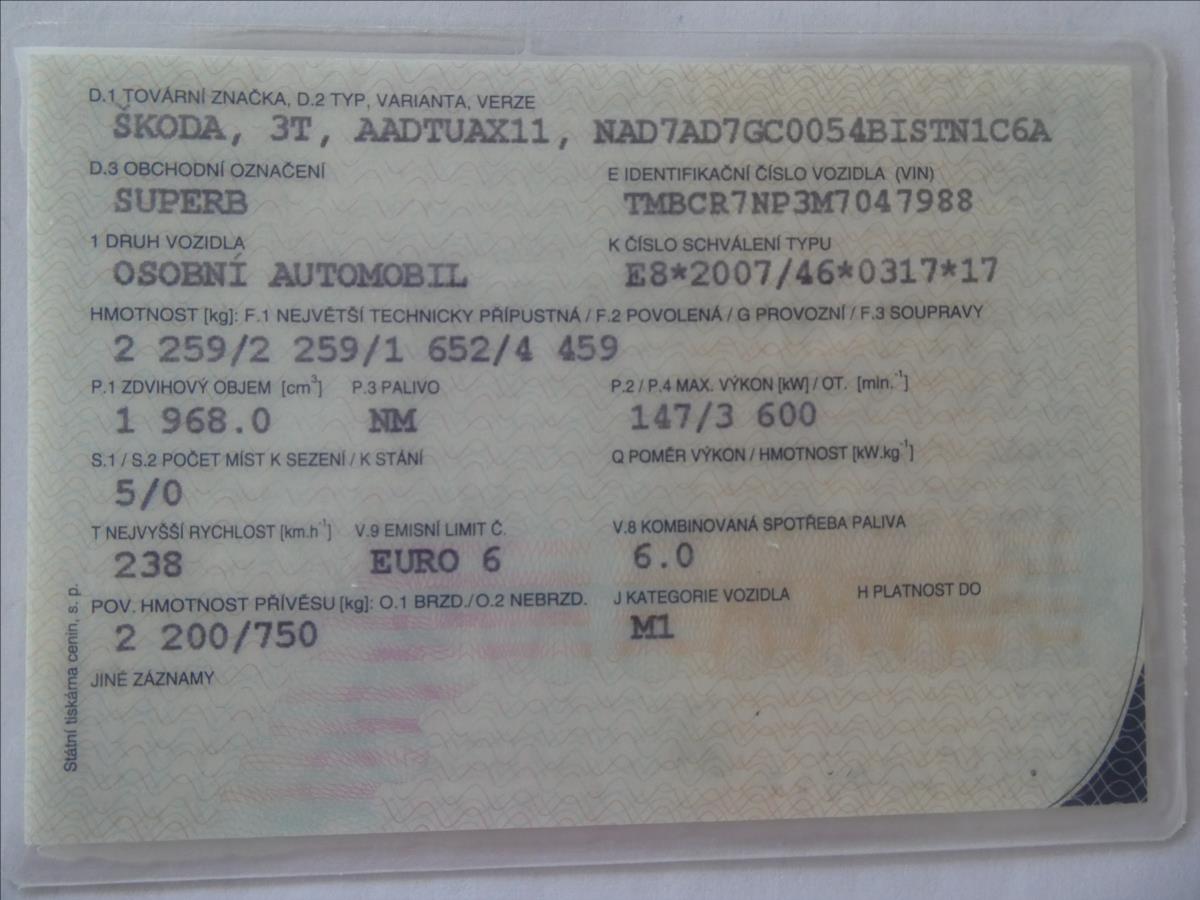 D.1 TOVÁRNÍ ZNAČKA, D.2 TYP, VARIANTA, VERZE
ŠKODA, 3T, AADTUAX11, NAD7AD7GC0054BISTN1C6A
D.3 OBCHODNÍ OZNAČENÍ E IDENTIFIKAČNÍ ČÍSLO VOZIDLA (VIN)
SUPERB TMBCR7NP3M7047988
1 DRUH VOZIDLA K ČÍSLO SCHVÁLENÍ TYPU
OSOBNÍ AUTOMOBIL E8*2007/46*0317*17
HMOTNOST [kg]: F.1 NEJVĚTŠÍ TECHNICKY PŘÍPUSTNÁ / F.2 POVOLENÁ / G PROVOZNÍ / F.3 SOUPRAVY
2 259/2 259/1 652/4 459
P.1 ZDVIHOVÝ OBJEM [cm³] P.3 PALIVO P.2 / P.4 MAX. VÝKON [kW] / OT. [min.⁻¹]
1 968.0 NM 147/3 600
S.1 / S.2 POČET MÍST K SEZENÍ / K STÁNÍ Q POMĚR VÝKON / HMOTNOST [kW.kg⁻¹]
5/0
T NEJVYŠŠÍ RYCHLOST [km.h⁻¹] V.9 EMISNÍ LIMIT Č. V.8 KOMBINOVANÁ SPOTŘEBA PALIVA
238 EURO 6 6.0
POV. HMOTNOST PŘÍVĚSU [kg]: O.1 BRZD./O.2 NEBRZD. J KATEGORIE VOZIDLA H PLATNOST DO
2 200/750 M1
JINÉ ZÁZNAMY
Státní tiskárna cenin, s. p.